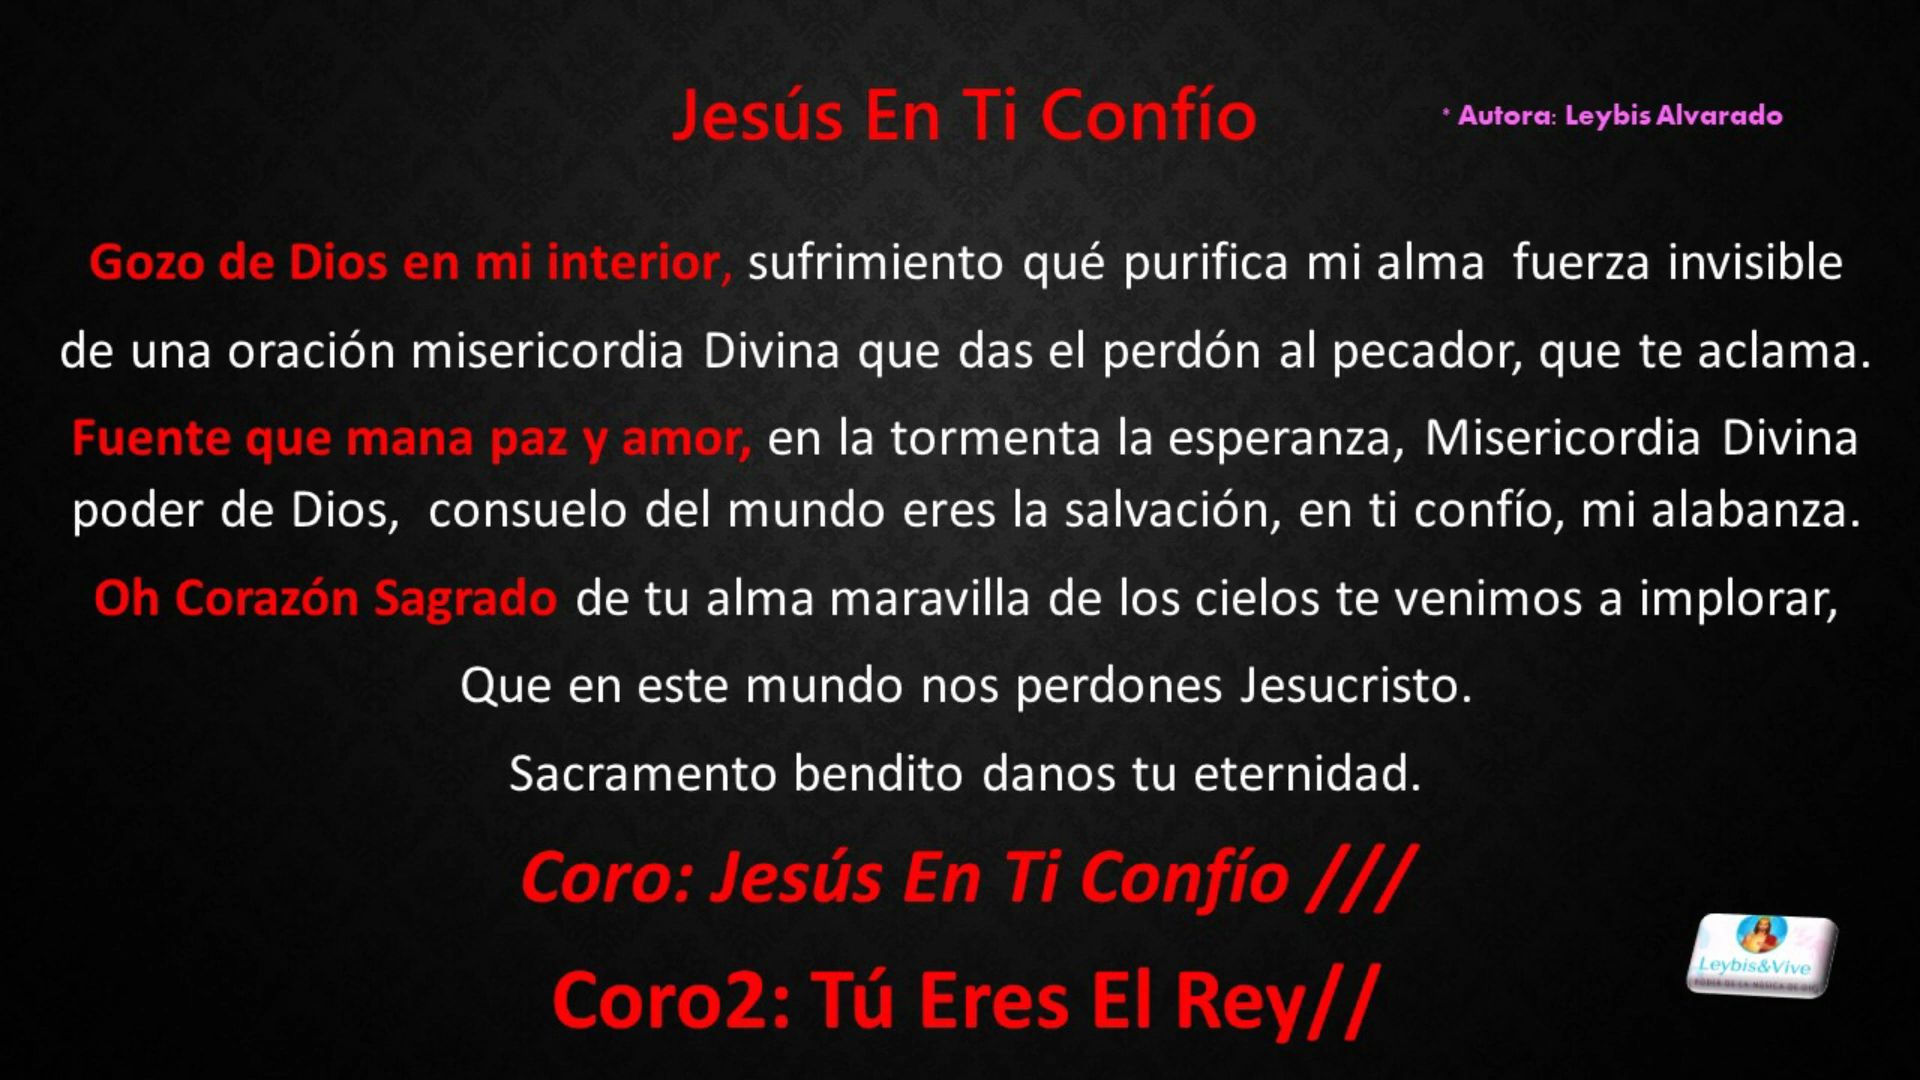 Jesús En Ti Confío
* Autora: Leybis Alvarado
Gozo de Dios en mi interior, sufrimiento qué purifica mi alma fuerza invisible
de una oración misericordia Divina que das el perdón al pecador, que te aclama.
Fuente que mana paz y amor, en la tormenta la esperanza, Misericordia Divina
poder de Dios, consuelo del mundo eres la salvación, en ti confío, mi alabanza.
Oh Corazón Sagrado de tu alma maravilla de los cielos te venimos a implorar,
Que en este mundo nos perdones Jesucristo.
Sacramento bendito danos tu eternidad.
Coro: Jesús En Ti Confío ///
Coro2: Tú Eres El Rey//
Leybis&Vive